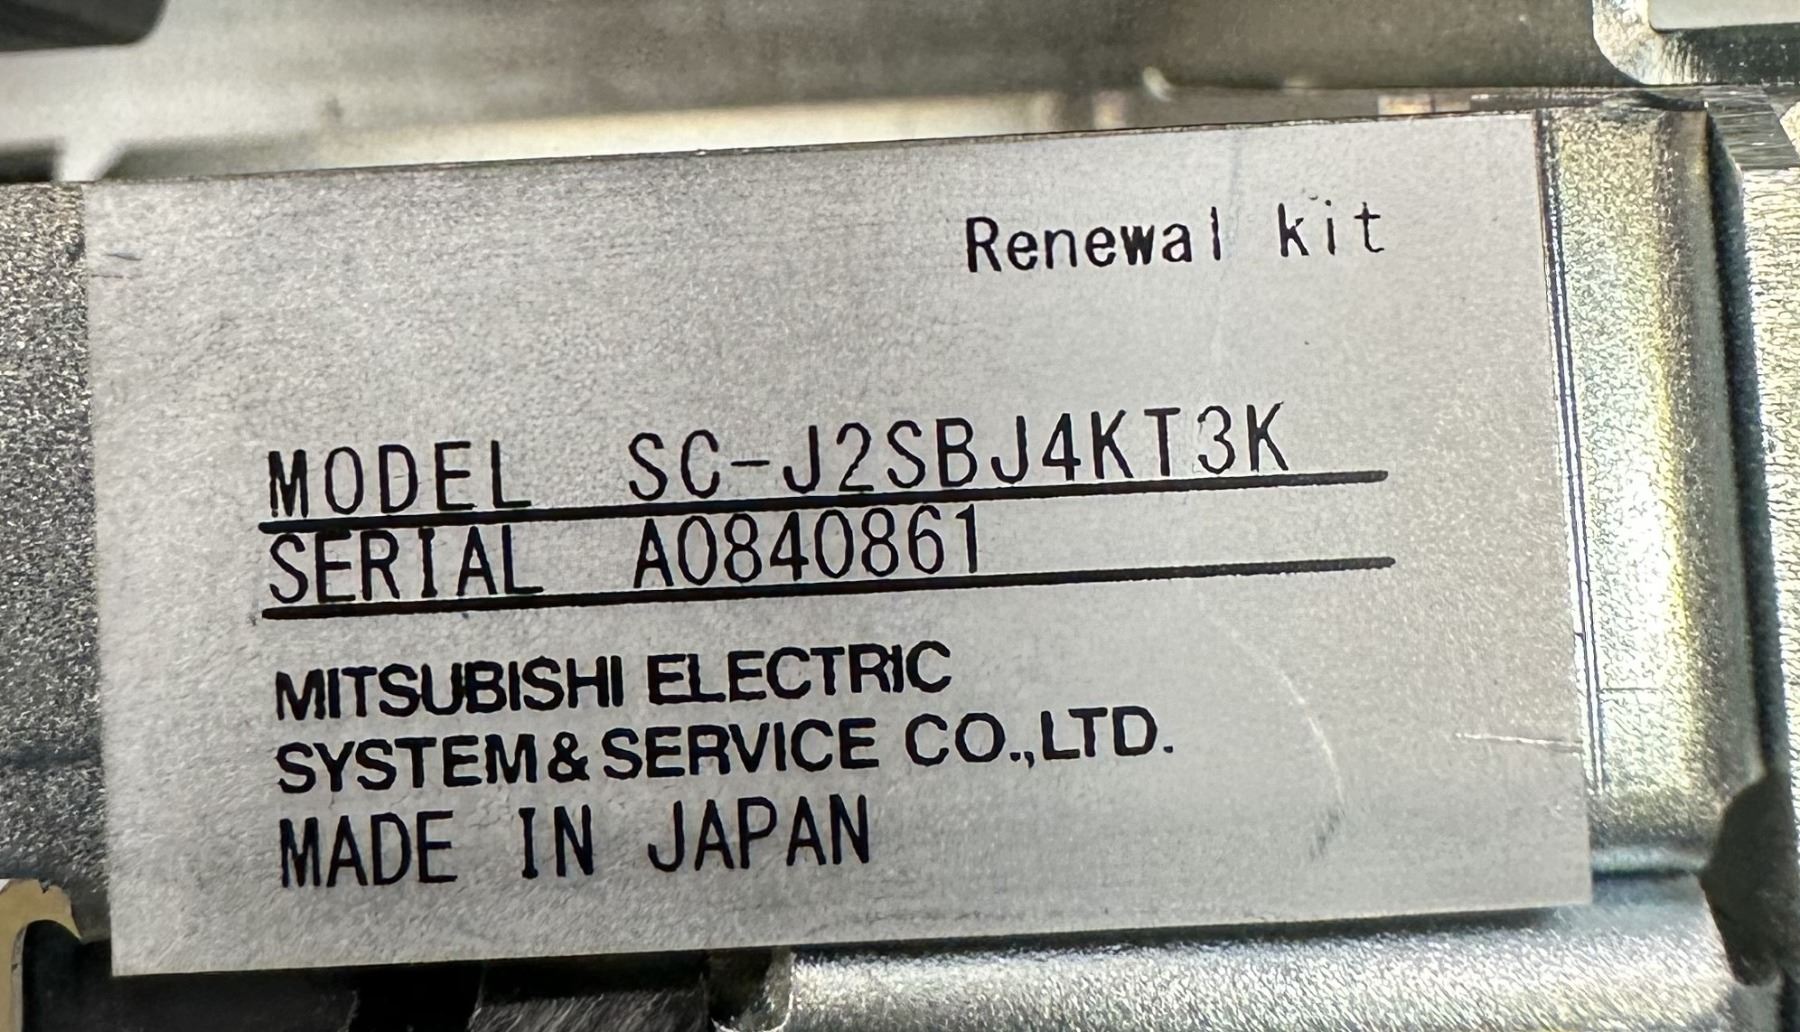 Renewal kit
MODEL SC-J2SBJ4KT3K
SERIAL A0840861
MITSUBISHI ELECTRIC
SYSTEM&SERVICE CO.,LTD.
MADE IN JAPAN